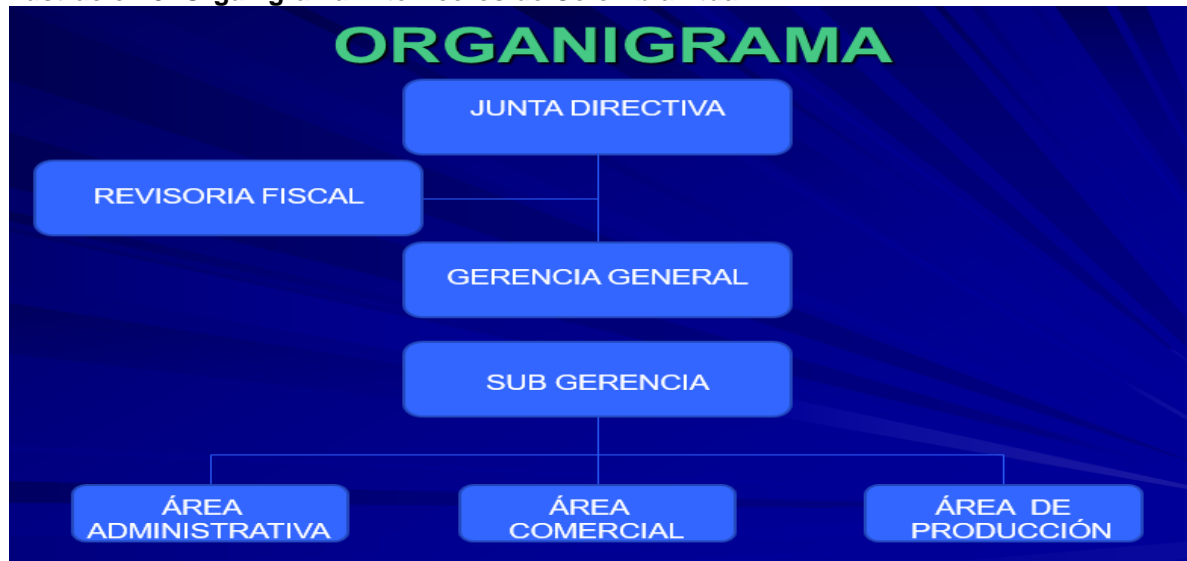 ORGANIGRAMA
JUNTA DIRECTIVA
REVISORIA FISCAL
GERENCIA GENERAL
SUB GERENCIA
ÁREA
ADMINISTRATIVA
ÁREA
COMERCIAL
ÁREA DE
PRODUCCIÓN